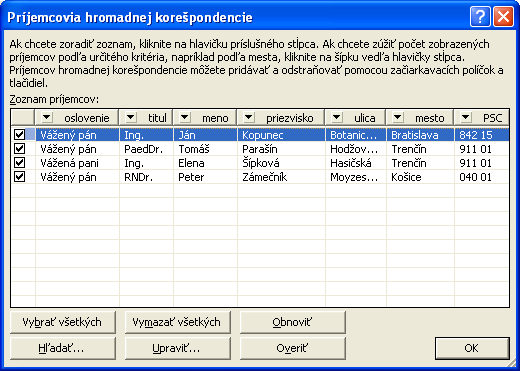 Príjemcovia hromadnej korešpondencie
Ak chcete zoradiť zoznam, kliknite na hlavičku príslušného stĺpca. Ak chcete zúžiť počet zobrazených
príjemcov podľa určitého kritéria, napríklad podľa mesta, kliknite na šípku vedľa hlavičky stĺpca.
Príjemcov hromadnej korešpondencie môžete pridávať a odstraňovať pomocou začiarkavacích políčok a
tlačidiel.
Zoznam príjemcov:
oslovenie titul meno priezvisko ulica mesto PSC
Vážený pán Ing. Ján Kopunec Botanic... Bratislava 842 15
Vážený pán PaedDr. Tomáš Parašín Hodžov... Trenčín 911 01
Vážená pani Ing. Elena Šípková Hasičská Trenčín 911 01
Vážený pán RNDr. Peter Zámečník Moyzes... Košice 040 01
Vybrať všetkých Vymazať všetkých Obnoviť
Hľadať... Upraviť... Overiť OK